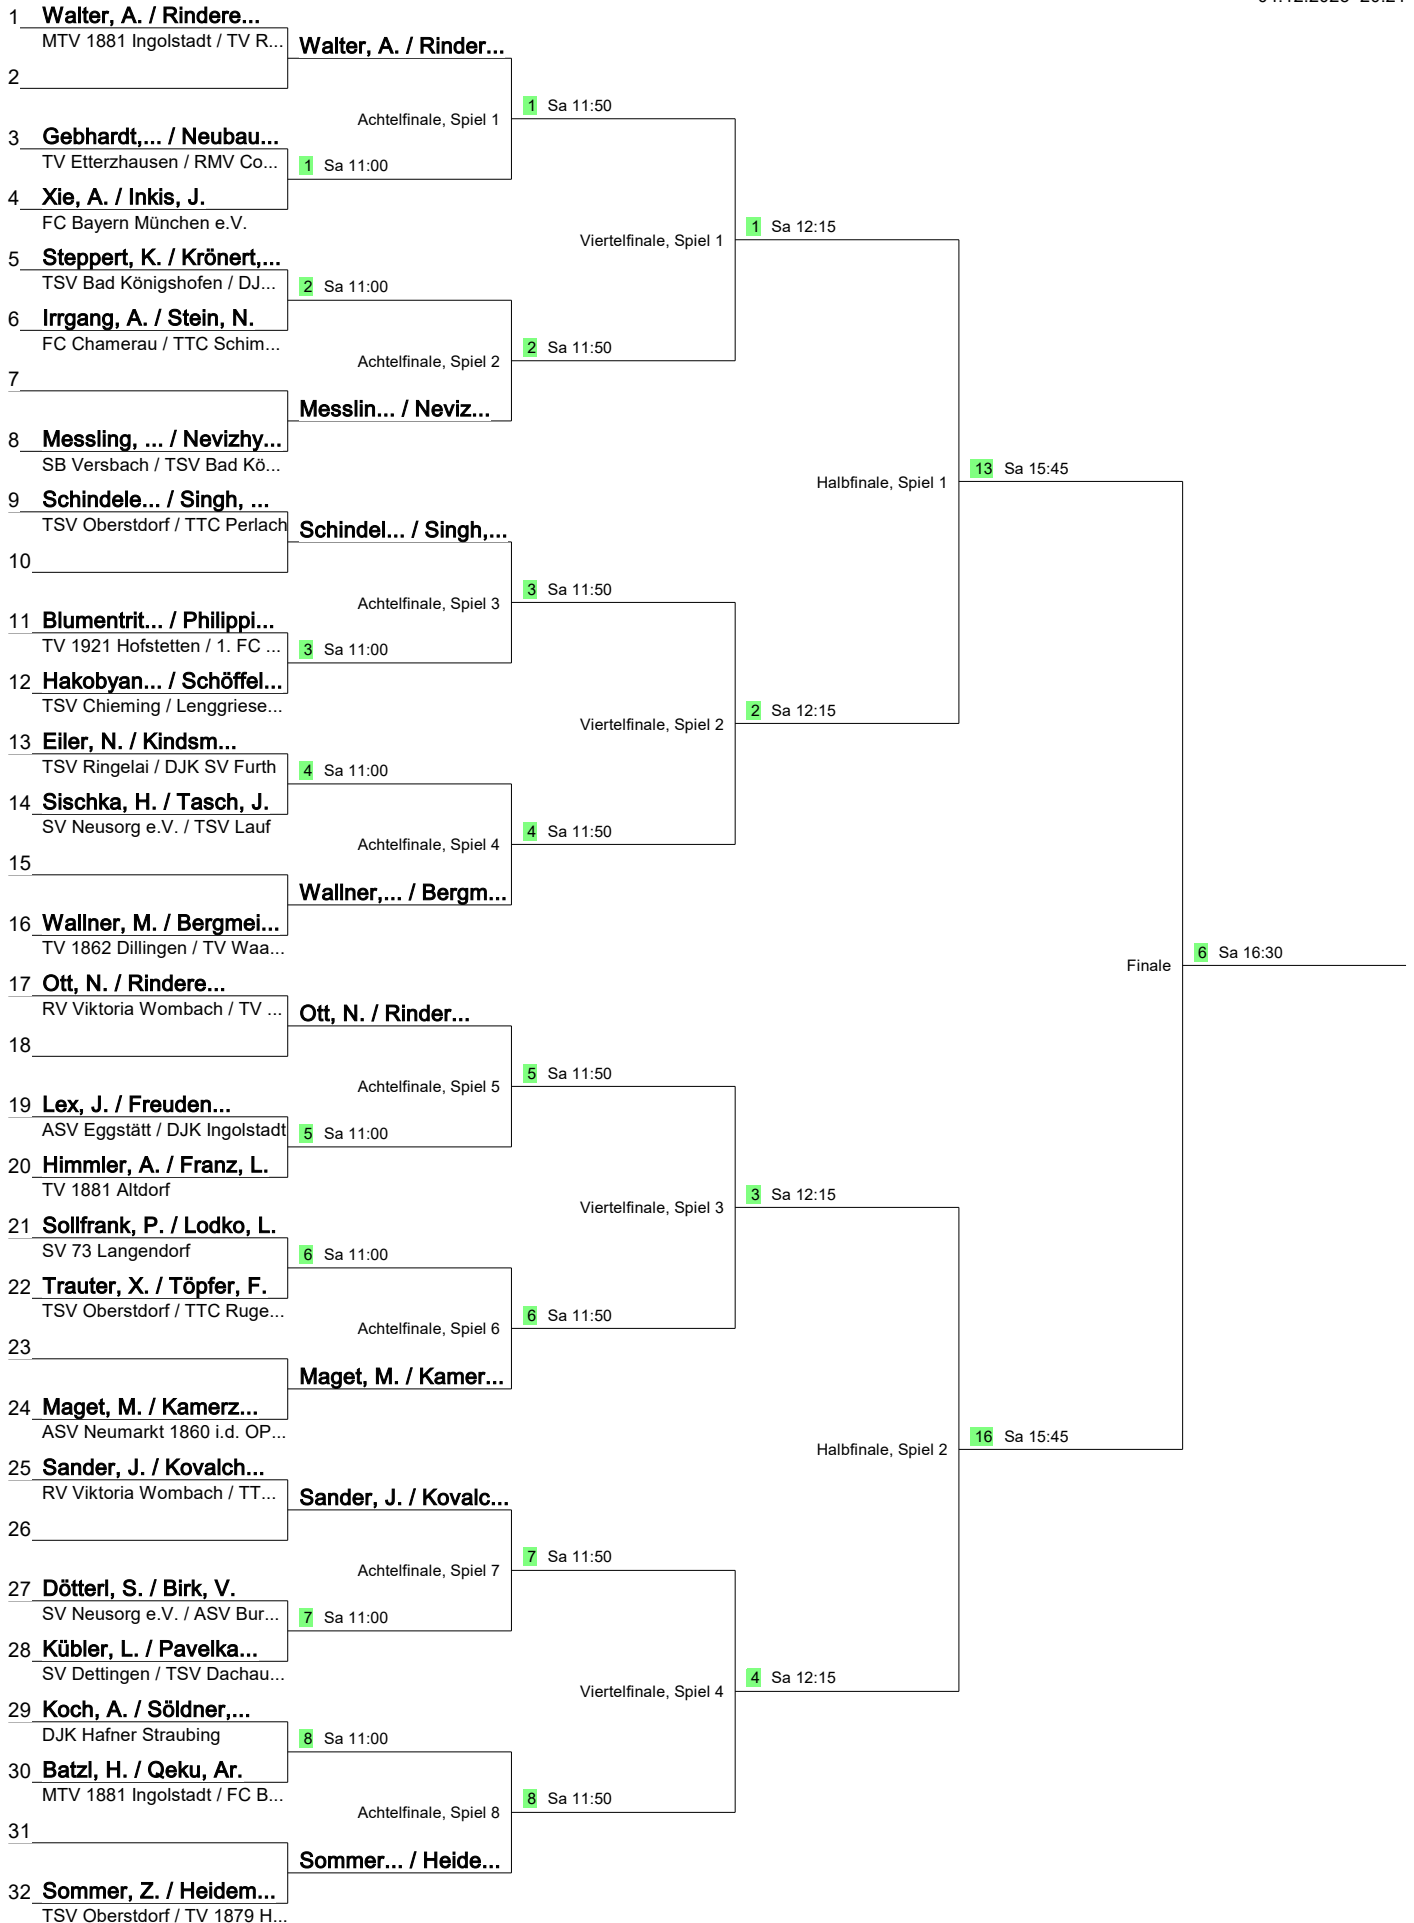 1 Walter, A. / Rindere...
MTV 1881 Ingolstadt / TV R...
Walter, A. / Rinder...
2
Achtelfinale, Spiel 1
1 Sa 11:50
3 Gebhardt,... / Neubau...
TV Etterzhausen / RMV Co...
1 Sa 11:00
4 Xie, A. / Inkis, J.
FC Bayern München e.V.
Viertelfinale, Spiel 1
1 Sa 12:15
5 Steppert, K. / Krönert,...
TSV Bad Königshofen / DJ...
2 Sa 11:00
6 Irrgang, A. / Stein, N.
FC Chamerau / TTC Schim...
Achtelfinale, Spiel 2
2 Sa 11:50
7
Messlin... / Neviz...
8 Messling, ... / Nevizhy...
SB Versbach / TSV Bad Kö...
Halbfinale, Spiel 1
13 Sa 15:45
9 Schindele... / Singh, ...
TSV Oberstdorf / TTC Perlach
Schindel... / Singh,...
10
Achtelfinale, Spiel 3
3 Sa 11:50
11 Blumentrit... / Philippi...
TV 1921 Hofstetten / 1. FC ...
3 Sa 11:00
12 Hakobyan... / Schöffel...
TSV Chieming / Lenggriese...
Viertelfinale, Spiel 2
2 Sa 12:15
13 Eiler, N. / Kindsm...
TSV Ringelai / DJK SV Furth
4 Sa 11:00
14 Sischka, H. / Tasch, J.
SV Neusorg e.V. / TSV Lauf
Achtelfinale, Spiel 4
4 Sa 11:50
15
Wallner,... / Bergm...
16 Wallner, M. / Bergmei...
TV 1862 Dillingen / TV Waa...
Finale
6 Sa 16:30
17 Ott, N. / Rindere...
RV Viktoria Wombach / TV ...
Ott, N. / Rinder...
18
Achtelfinale, Spiel 5
5 Sa 11:50
19 Lex, J. / Freuden...
ASV Eggstätt / DJK Ingolstadt
5 Sa 11:00
20 Himmler, A. / Franz, L.
TV 1881 Altdorf
Viertelfinale, Spiel 3
3 Sa 12:15
21 Sollfrank, P. / Lodko, L.
SV 73 Langendorf
6 Sa 11:00
22 Trauter, X. / Töpfer, F.
TSV Oberstdorf / TTC Ruge...
Achtelfinale, Spiel 6
6 Sa 11:50
23
Maget, M. / Kamer...
24 Maget, M. / Kamerz...
ASV Neumarkt 1860 i.d. OP...
Halbfinale, Spiel 2
16 Sa 15:45
25 Sander, J. / Kovalch...
RV Viktoria Wombach / TT...
Sander, J. / Kovalc...
26
Achtelfinale, Spiel 7
7 Sa 11:50
27 Dötterl, S. / Birk, V.
SV Neusorg e.V. / ASV Bur...
7 Sa 11:00
28 Kübler, L. / Pavelka...
SV Dettingen / TSV Dachau...
Viertelfinale, Spiel 4
4 Sa 12:15
29 Koch, A. / Söldner,...
DJK Hafner Straubing
8 Sa 11:00
30 Batzl, H. / Qeku, Ar.
MTV 1881 Ingolstadt / FC B...
Achtelfinale, Spiel 8
8 Sa 11:50
31
Sommer... / Heide...
32 Sommer, Z. / Heidem...
TSV Oberstdorf / TV 1879 H...